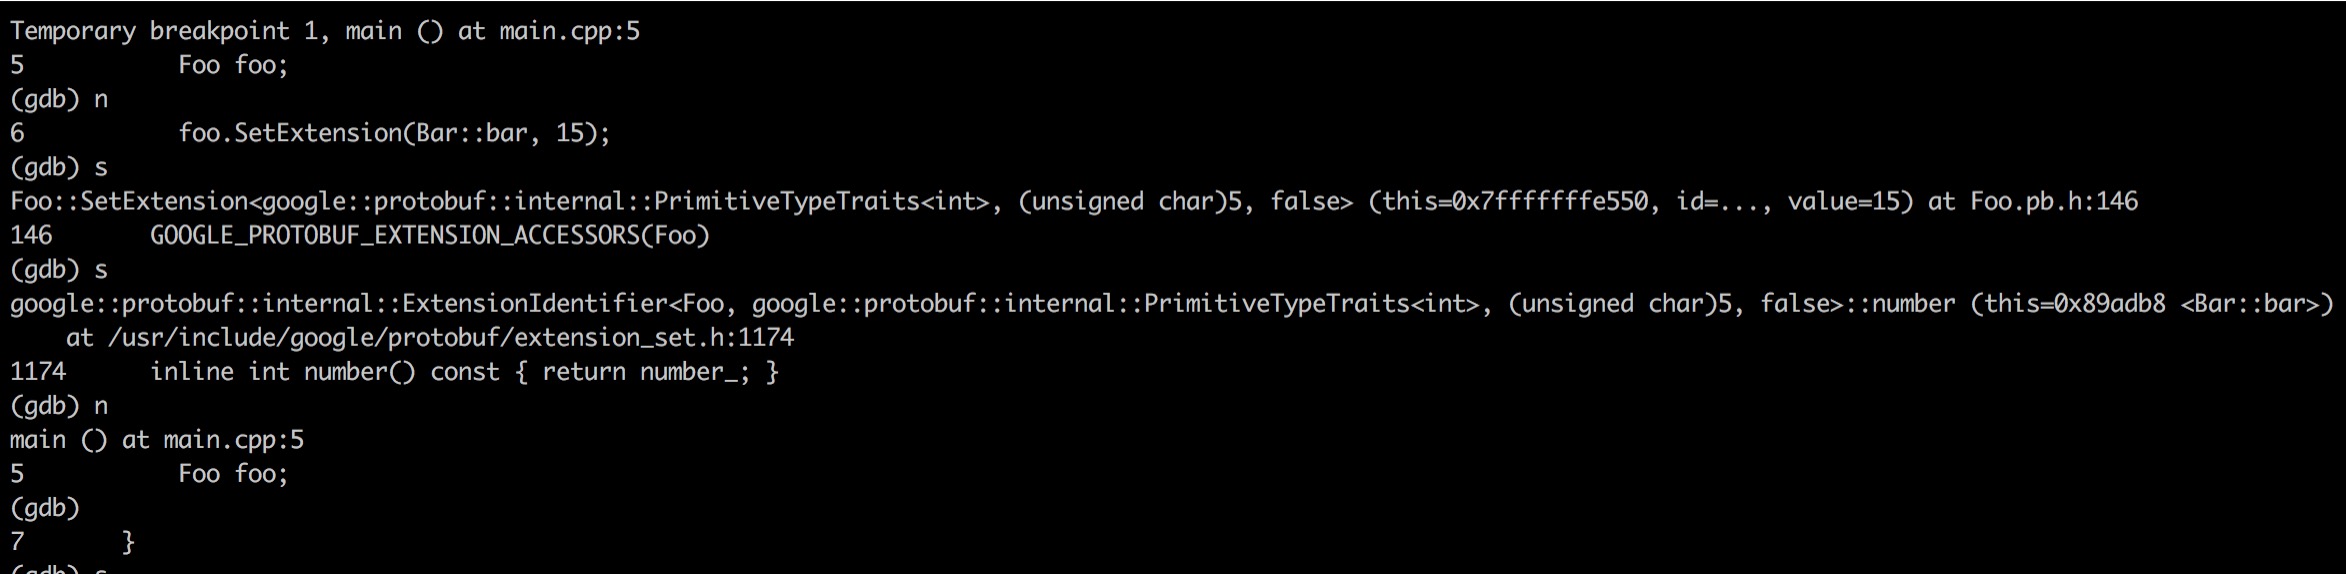 Temporary breakpoint 1, main () at main.cpp:5
5           Foo foo;
(gdb) n
6           foo.SetExtension(Bar::bar, 15);
(gdb) s
Foo::SetExtension<google::protobuf::internal::PrimitiveTypeTraits<int>, (unsigned char)5, false> (this=0x7fffffffe550, id=..., value=15) at Foo.pb.h:146
146       GOOGLE_PROTOBUF_EXTENSION_ACCESSORS(Foo)
(gdb) s
google::protobuf::internal::ExtensionIdentifier<Foo, google::protobuf::internal::PrimitiveTypeTraits<int>, (unsigned char)5, false>::number (this=0x89adb8 <Bar::bar>)
    at /usr/include/google/protobuf/extension_set.h:1174
1174      inline int number() const { return number_; }
(gdb) n
main () at main.cpp:5
5           Foo foo;
(gdb)
7       }
(gdb) s